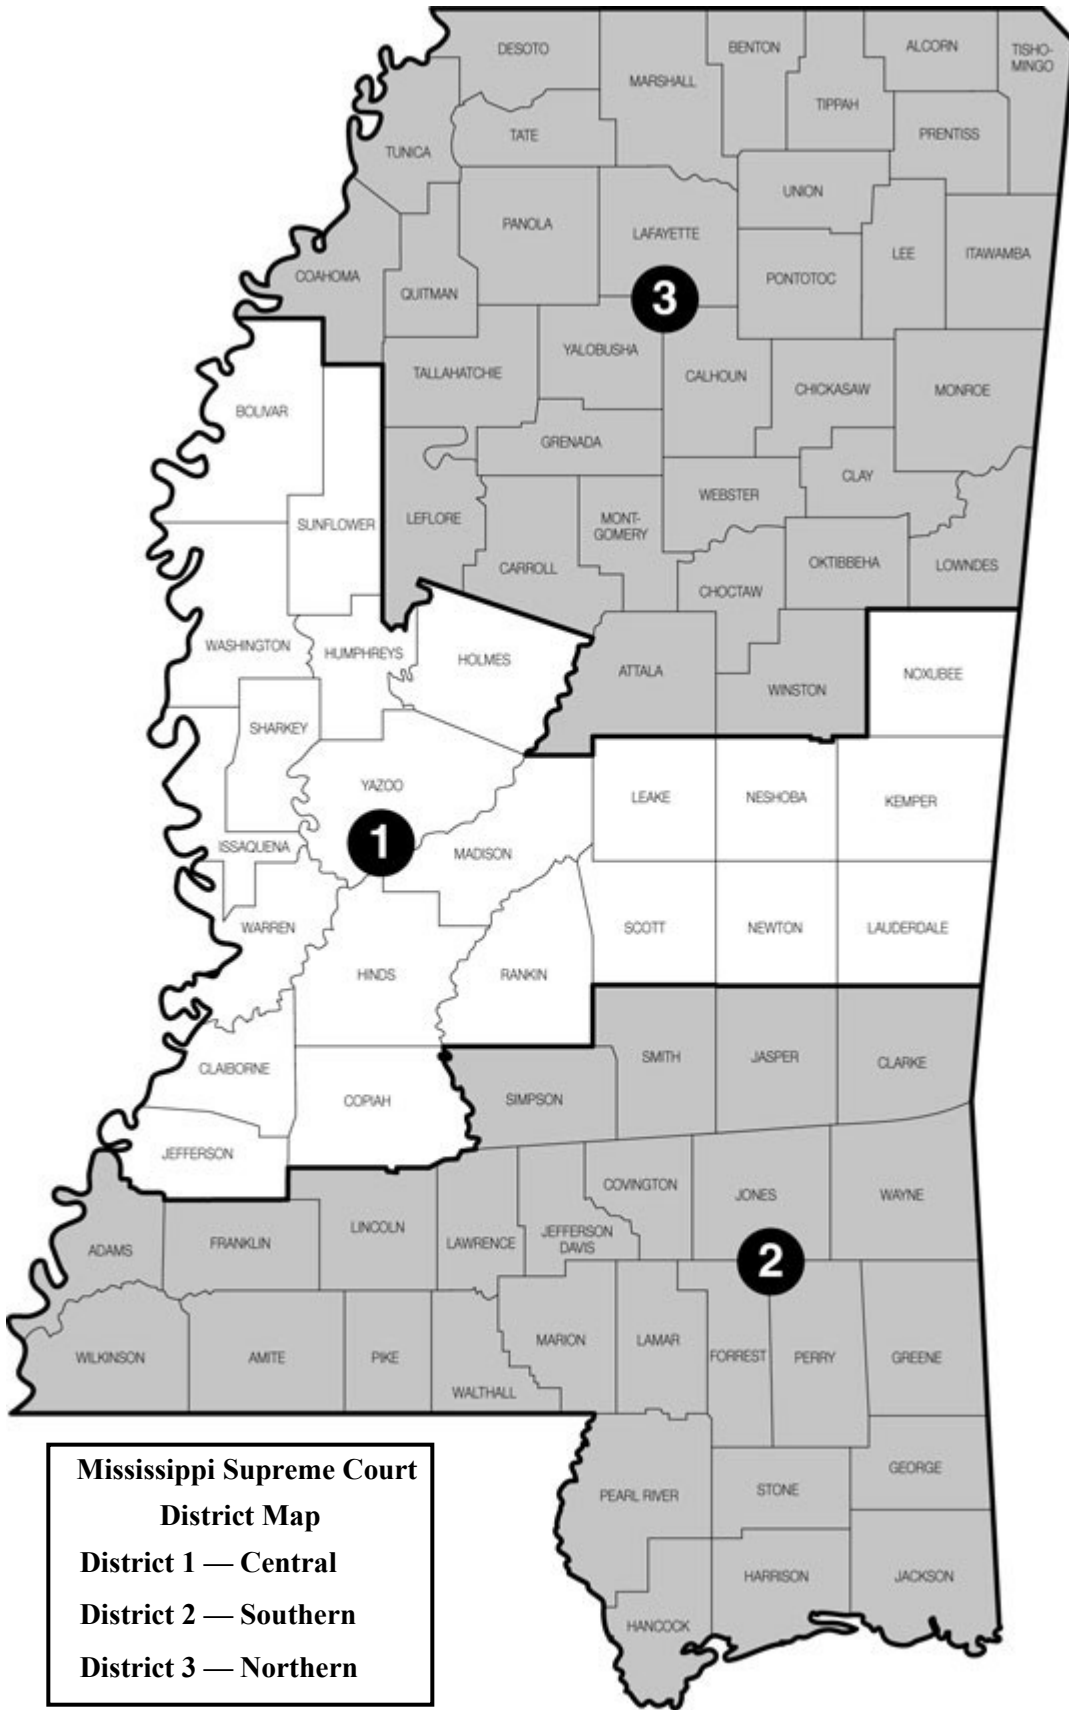 DESOTO
BENTON
ALCORN
TISHO-
MINGO
MARSHALL
TIPPAH
TATE
PRENTISS
TUNICA
UNION
PANOLA
LAFAYETTE
LEE
ITAWAMBA
COAHOMA
PONTOTOC
QUITMAN
3
YALOBUSHA
TALLAHATCHIE
CALHOUN
CHICKASAW
MONROE
BOLIVAR
GRENADA
CLAY
WEBSTER
SUNFLOWER
LEFLORE
MONT-
GOMERY
OKTIBBEHA
LOWNDES
CARROLL
CHOCTAW
WASHINGTON
HUMPHREYS
HOLMES
ATTALA
NOXUBEE
WINSTON
SHARKEY
YAZOO
LEAKE
NESHOBA
KEMPER
1
ISSAQUENA
MADISON
WARREN
SCOTT
NEWTON
LAUDERDALE
HINDS
RANKIN
CLAIBORNE
SMITH
JASPER
CLARKE
COPIAH
SIMPSON
JEFFERSON
COVINGTON
JONES
WAYNE
LINCOLN
ADAMS
FRANKLIN
LAWRENCE
JEFFERSON
DAVIS
2
WILKINSON
AMITE
PIKE
MARION
LAMAR
FORREST
PERRY
GREENE
WALTHALL
GEORGE
PEARL RIVER
STONE
HARRISON
JACKSON
HANCOCK
Mississippi Supreme Court
District Map
District 1 — Central
District 2 — Southern
District 3 — Northern